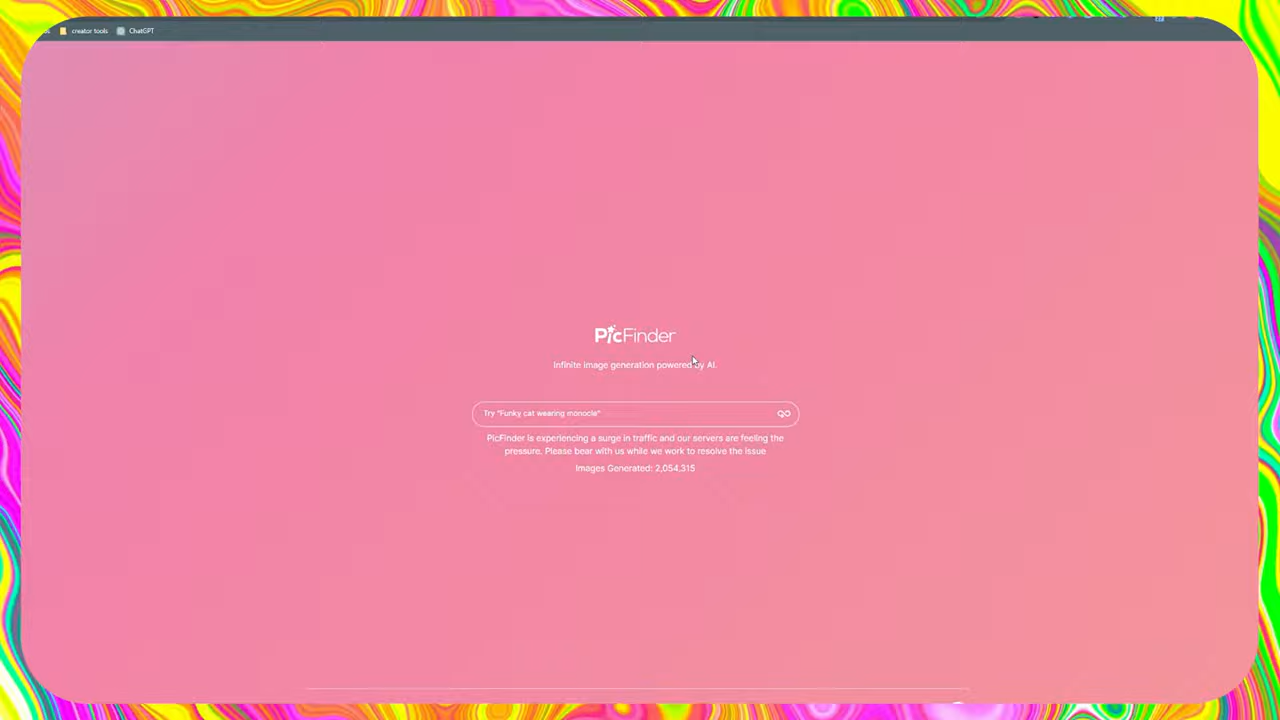 creator tools ChatGPT
PicFinder
Infinite image generation powered by AI.
Try "Funky cat wearing monocle" GO
PicFinder is experiencing a surge in traffic and our servers are feeling the
pressure. Please bear with us while we work to resolve the issue
Images Generated: 2,054,315